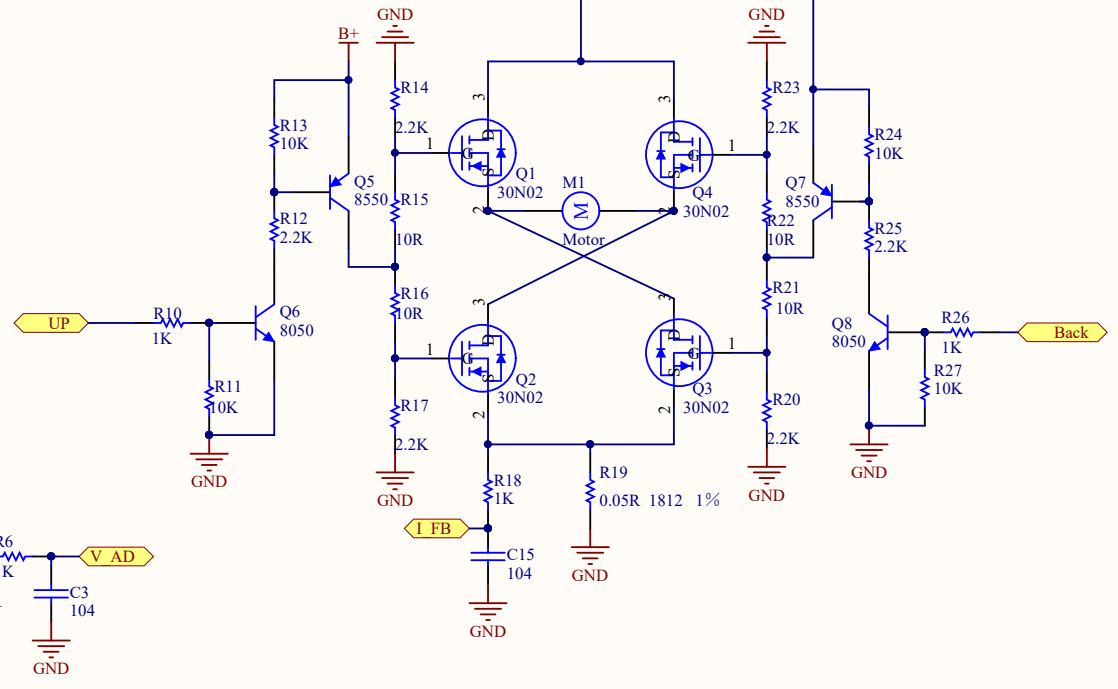 GND
GND
B+
R14
2.2K
R23
2.2K
3
3
R13
10K
D
D
R24
10K
1
G
G
1
S
S
Q1
30N02
Q4
30N02
Q5
8550
M1
Q7
8550
R15
10R
2
M
2
R22
10R
R12
2.2K
Motor
R25
2.2K
R16
10R
3
3
R21
10R
UP
R10
1K
Q6
8050
D
D
Q8
8050
R26
1K
Back
1
G
G
1
S
S
Q2
30N02
Q3
30N02
R11
10K
R27
10K
R17
2.2K
2
2
R20
2.2K
GND
GND
GND
GND
R18
1K
R19
0.05R 1812 1%
I FB
R6
K
V AD
C15
104
GND
C3
104
GND
GND